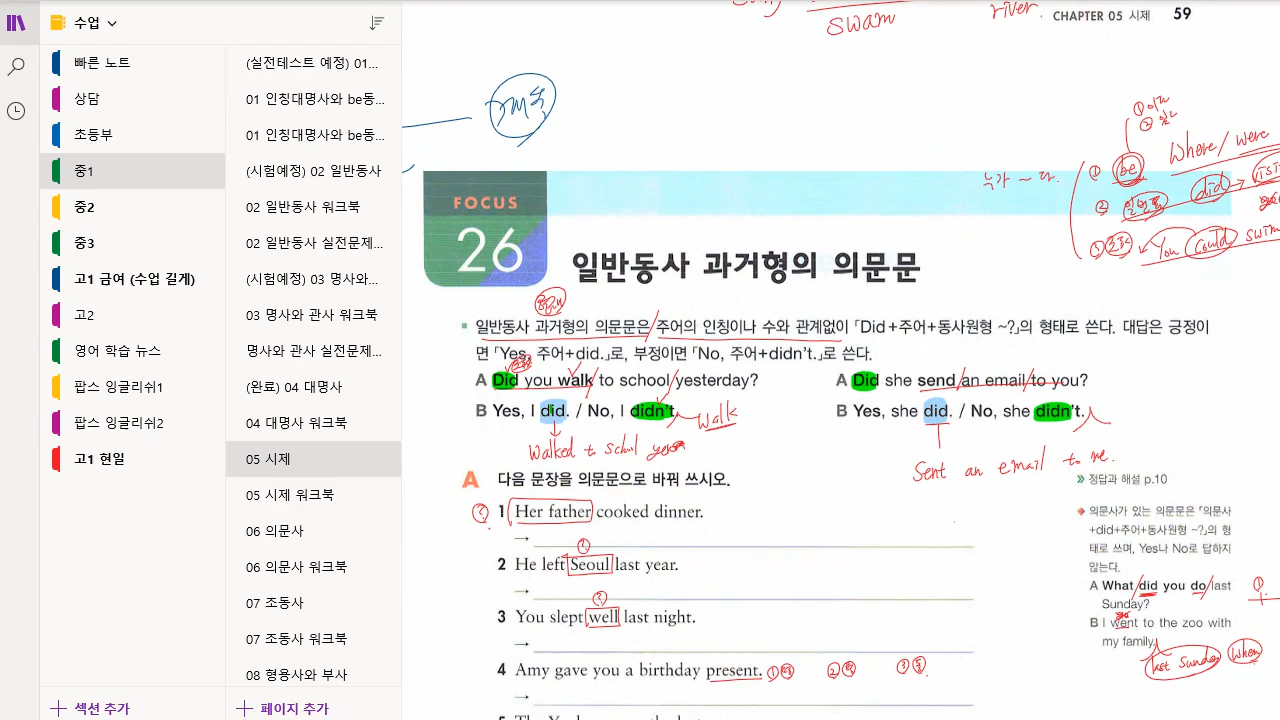 수업
빠른 노트
상담
초등부
중1
중2
중3
고1 금여 (수업 길게)
고2
영어 학습 뉴스
팝스 잉글리쉬1
팝스 잉글리쉬2
고1 현일
섹션 추가
(실전테스트 예정) 01...
01 인칭대명사와 be동...
01 인칭대명사와 be동...
(시험예정) 02 일반동사
02 일반동사 워크북
02 일반동사 실전문제...
(시험예정) 03 명사와...
03 명사와 관사 워크북
명사와 관사 실전문제...
(완료) 04 대명사
04 대명사 워크북
05 시제
05 시제 워크북
06 의문사
06 의문사 워크북
07 조동사
07 조동사 워크북
08 형용사와 부사
페이지 추가
swam
river.
CHAPTER 05 시제 59
Where / were
① be
② 일반동 did
③ You could swim
누가 ~ 다.
FOCUS
26
일반동사 과거형의 의문문
일반동사 과거형의 의문문은 주어의 인칭이나 수와 관계없이 「Did+주어+동사원형 ~?」의 형태로 쓴다. 대답은 긍정이
면 「Yes, 주어+did.」로, 부정이면 「No, 주어+didn't.」로 쓴다.
A Did you walk to school yesterday?
B Yes, I did. / No, I didn't.
walk
walked to school
A Did she send an email to you?
B Yes, she did. / No, she didn't.
Sent an email to me.
A 다음 문장을 의문문으로 바꿔 쓰시오.
1 Her father cooked dinner.
→
2 He left Seoul last year.
→
3 You slept well last night.
→
4 Amy gave you a birthday present.
→
정답과 해설 p.10
의문사가 있는 의문문은 「의문사
+did+주어+동사원형 ~?」의 형
태로 쓰며, Yes나 No로 답하지
않는다.
A What did you do last
Sunday?
B I went to the zoo with
my family.
last Sunday When